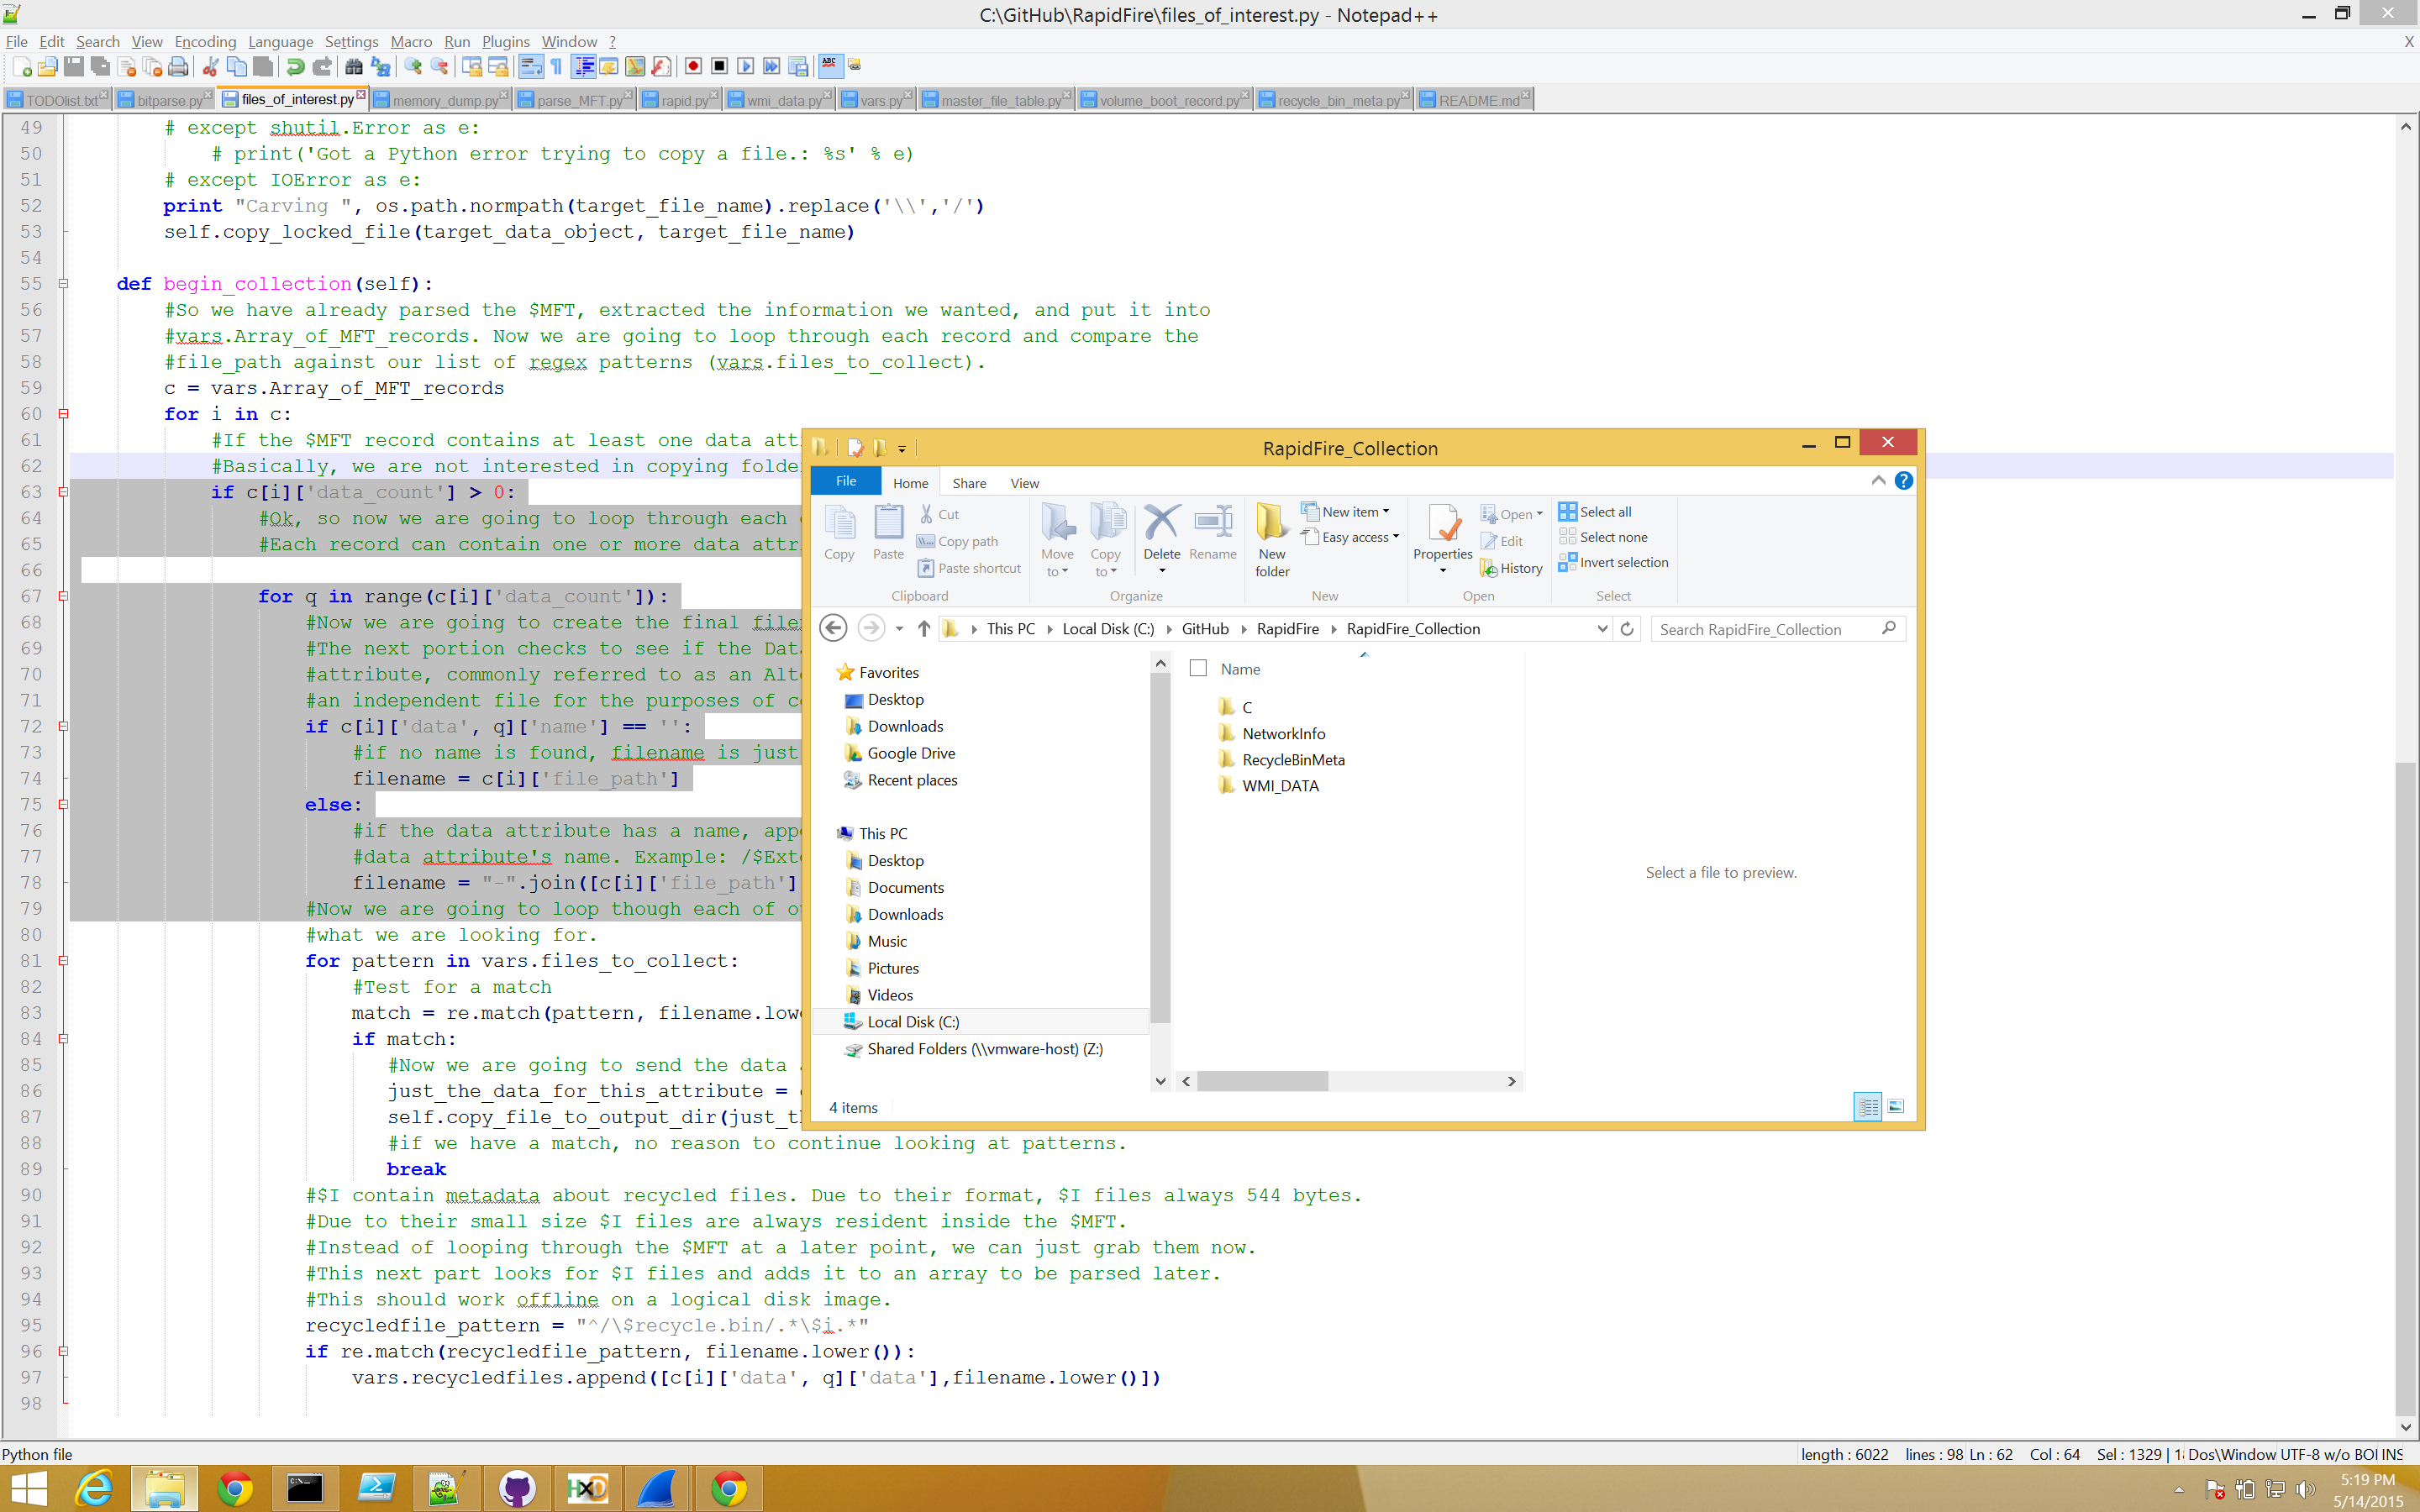 C:\GitHub\RapidFire\files_of_interest.py - Notepad++
File Edit Search View Encoding Language Settings Macro Run Plugins Window ? X
TODOlist.txt bitparse.py files_of_interest.py memory_dump.py parse_MFT.py rapid.py wmi_data.py vars.py master_file_table.py volume_boot_record.py recycle_bin_meta.py README.md
49 # except shutil.Error as e:
50 # print('Got a Python error trying to copy a file.: %s' % e)
51 # except IOError as e:
52 print "Carving ", os.path.normpath(target_file_name).replace('\\','/')
53 self.copy_locked_file(target_data_object, target_file_name)
54
55 def begin_collection(self):
56 #So we have already parsed the $MFT, extracted the information we wanted, and put it into
57 #vars.Array_of_MFT_records. Now we are going to loop through each record and compare the
58 #file_path against our list of regex patterns (vars.files_to_collect).
59 c = vars.Array_of_MFT_records
60 for i in c:
61 #If the $MFT record contains at least one data
62 #Basically, we are not interested in copying
63 if c[i]['data_count'] > 0:
64 #Ok, so now we are going to loop through each
65 #Each record can contain one or more data
66
67 for q in range(c[i]['data_count']):
68 #Now we are going to create the final
69 #The next portion checks to see if the
70 #attribute, commonly referred to as an
71 #an independent file for the purposes of
72 if c[i]['data', q]['name'] == '':
73 #if no name is found, filename is just
74 filename = c[i]['file_path']
75 else:
76 #if the data attribute has a name,
77 #data attribute's name. Example:
78 filename = "-".join([c[i]['file_path']
79 #Now we are going to loop though each of
80 #what we are looking for.
81 for pattern in vars.files_to_collect:
82 #Test for a match
83 match = re.match(pattern,
84 if match:
85 #Now we are going to send the data
86 just_the_data_for_this_attribute =
87 self.copy_file_to_output_dir(
88 #if we have a match, no reason to continue looking at patterns.
89 break
90 #$I contain metadata about recycled files. Due to their format, $I files always 544 bytes.
91 #Due to their small size $I files are always resident inside the $MFT.
92 #Instead of looping through the $MFT at a later point, we can just grab them now.
93 #This next part looks for $I files and adds it to an array to be parsed later.
94 #This should work offline on a logical disk image.
95 recycledfile_pattern = "^/\$recycle.bin/.*\$i.*"
96 if re.match(recycledfile_pattern, filename.lower()):
97 vars.recycledfiles.append([c[i]['data', q]['data'],filename.lower()])
98
RapidFire_Collection
File Home Share View
Copy
Paste
Cut
Copy path
Paste shortcut
Clipboard
Move to
Copy to
Delete
Rename
Organize
New folder
New item
Easy access
New
Properties
Open
Edit
History
Open
Select all
Select none
Invert selection
Select
This PC Local Disk (C:) GitHub RapidFire RapidFire_Collection
Search RapidFire_Collection
Favorites
Desktop
Downloads
Google Drive
Recent places
This PC
Desktop
Documents
Downloads
Music
Pictures
Videos
Local Disk (C:)
Shared Folders (\\vmware-host) (Z:)
Name
C
NetworkInfo
RecycleBinMeta
WMI_DATA
Select a file to preview.
4 items
Python file length : 6022 lines : 98 Ln : 62 Col : 64 Sel : 1329 | Dos\Window UTF-8 w/o INS
5:19 PM
5/14/2015